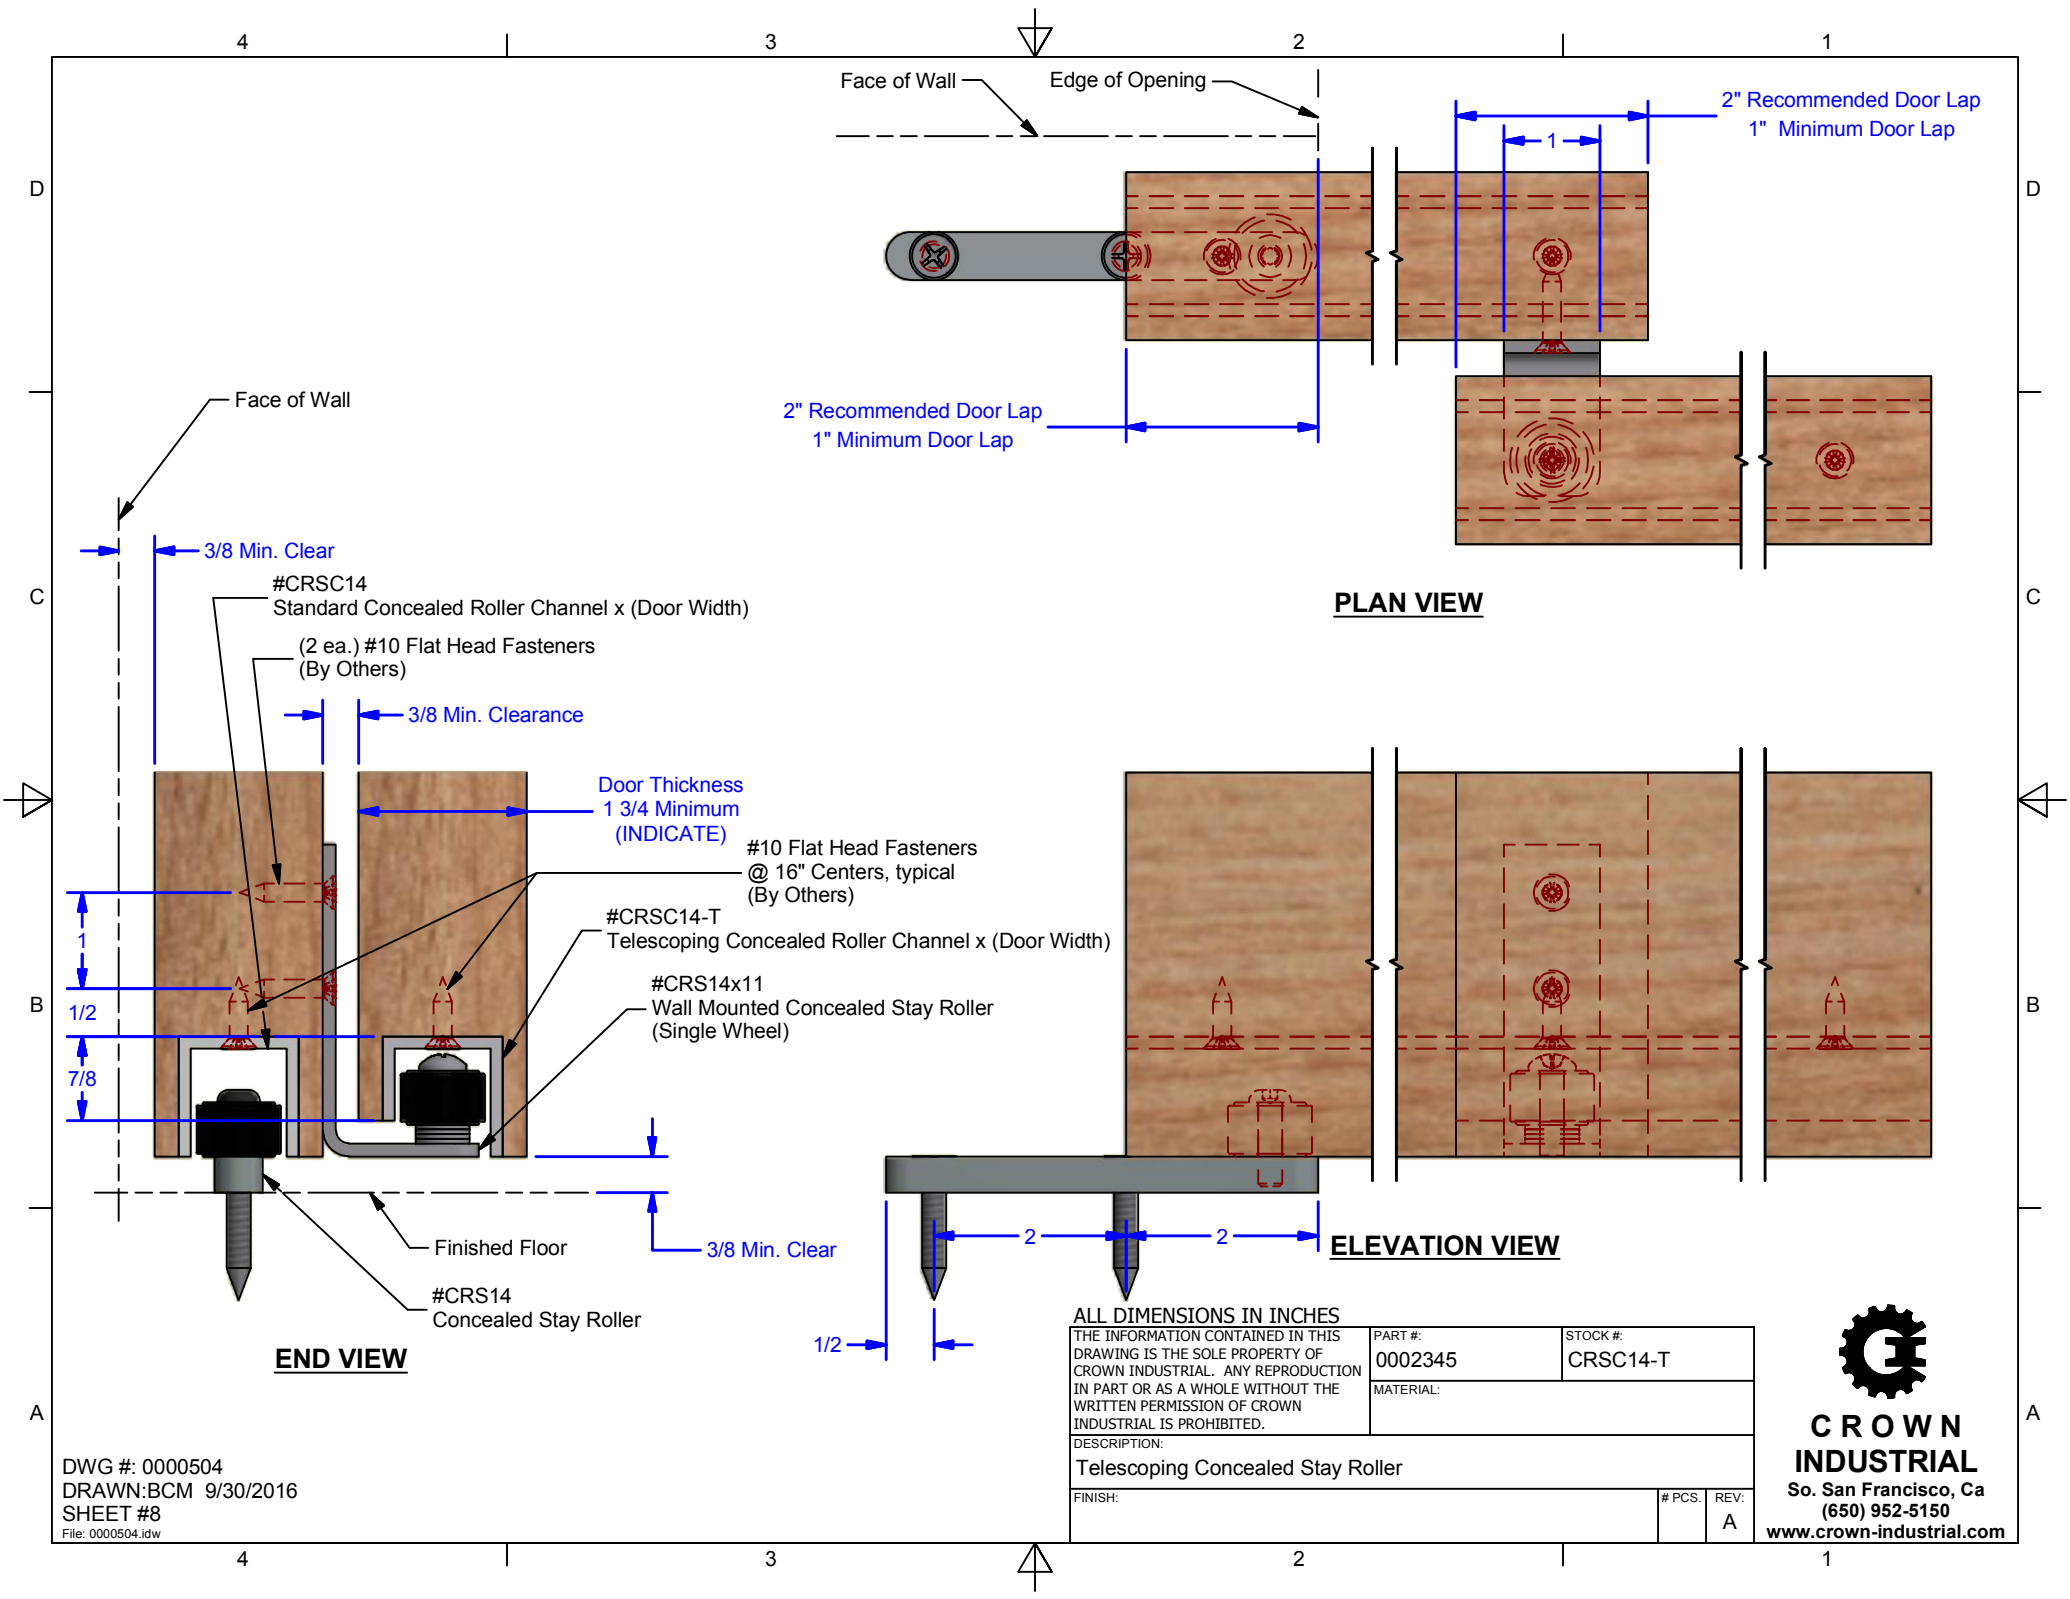 4
3
2
1
Face of Wall
Edge of Opening
2" Recommended Door Lap
1" Minimum Door Lap
1
D
D
2" Recommended Door Lap
1" Minimum Door Lap
Face of Wall
3/8 Min. Clear
#CRSC14
Standard Concealed Roller Channel x (Door Width)
(2 ea.) #10 Flat Head Fasteners
(By Others)
C
C
PLAN VIEW
3/8 Min. Clearance
Door Thickness
1 3/4 Minimum
(INDICATE)
#10 Flat Head Fasteners
@ 16" Centers, typical
(By Others)
#CRSC14-T
Telescoping Concealed Roller Channel x (Door Width)
#CRS14x11
Wall Mounted Concealed Stay Roller
(Single Wheel)
1
1/2
7/8
B
B
3/8 Min. Clear
Finished Floor
#CRS14
Concealed Stay Roller
END VIEW
2
2
ELEVATION VIEW
1/2
A
A
ALL DIMENSIONS IN INCHES
THE INFORMATION CONTAINED IN THIS
DRAWING IS THE SOLE PROPERTY OF
CROWN INDUSTRIAL. ANY REPRODUCTION
IN PART OR AS A WHOLE WITHOUT THE
WRITTEN PERMISSION OF CROWN
INDUSTRIAL IS PROHIBITED.
PART #:
0002345
STOCK #:
CRSC14-T
MATERIAL:
DESCRIPTION:
Telescoping Concealed Stay Roller
FINISH:
# PCS.
REV:
A
CROWN
INDUSTRIAL
So. San Francisco, Ca
(650) 952-5150
www.crown-industrial.com
DWG #: 0000504
DRAWN:BCM 9/30/2016
SHEET #8
File: 0000504.idw
4
3
2
1